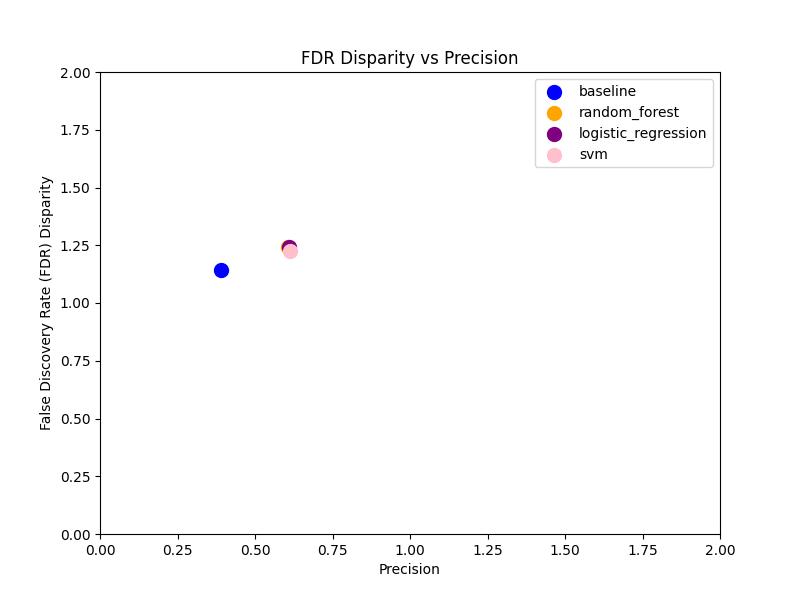 FDR Disparity vs Precision
baseline
random_forest
logistic_regression
svm
False Discovery Rate (FDR) Disparity
2.00
1.75
1.50
1.25
1.00
0.75
0.50
0.25
0.00
0.00 0.25 0.50 0.75 1.00 1.25 1.50 1.75 2.00
Precision